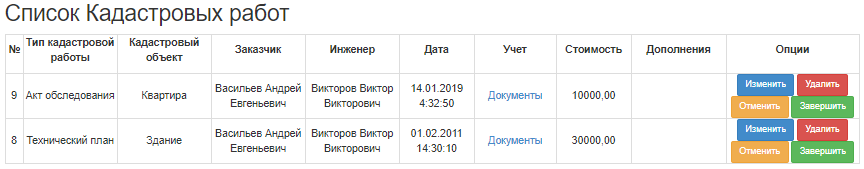 Список Кадастровых работ
№ Тип кадастровой работы Кадастровый объект Заказчик Инженер Дата Учет Стоимость Дополнения Опции
9 Акт обследования Квартира Васильев Андрей Евгеньевич Викторов Виктор Викторович 14.01.2019 4:32:50 Документы 10000,00 Изменить Удалить Отменить Завершить
8 Технический план Здание Васильев Андрей Евгеньевич Викторов Виктор Викторович 01.02.2011 14:30:10 Документы 30000,00 Изменить Удалить Отменить Завершить